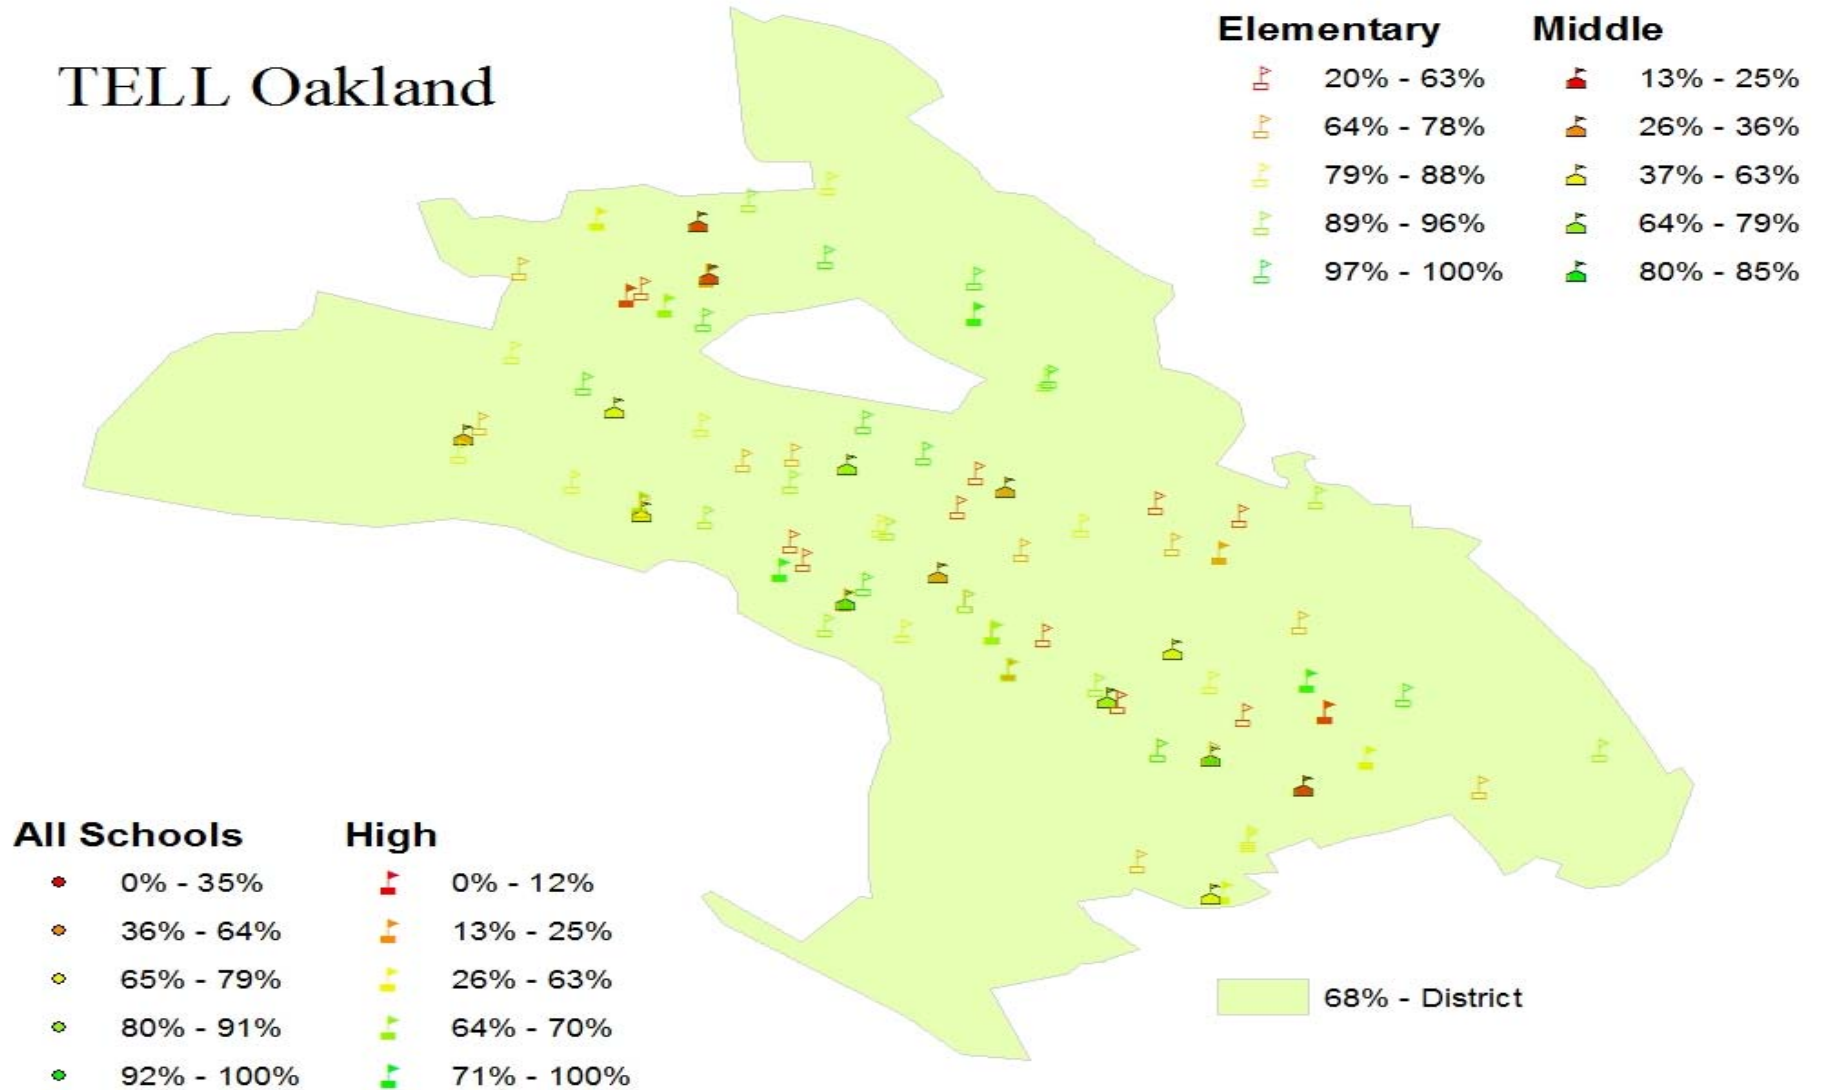 TELL Oakland
Elementary
20% - 63%
64% - 78%
79% - 88%
89% - 96%
97% - 100%
Middle
13% - 25%
26% - 36%
37% - 63%
64% - 79%
80% - 85%
All Schools
0% - 35%
36% - 64%
65% - 79%
80% - 91%
92% - 100%
High
0% - 12%
13% - 25%
26% - 63%
64% - 70%
71% - 100%
68% - District